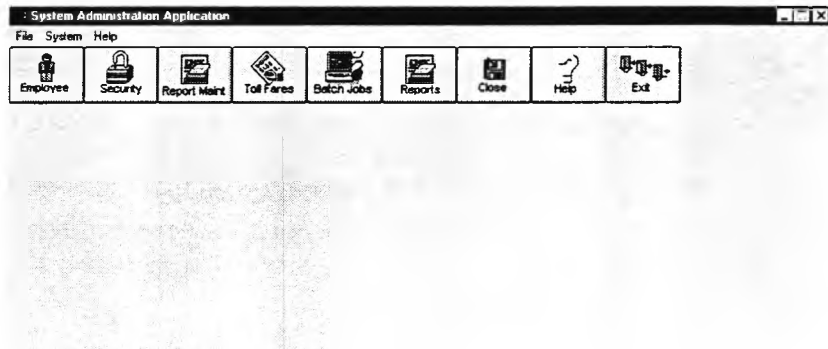 : System Administration Application
File System Help
Employee Security Report Maint Toll Fares Batch Jobs Reports Close Help Exit